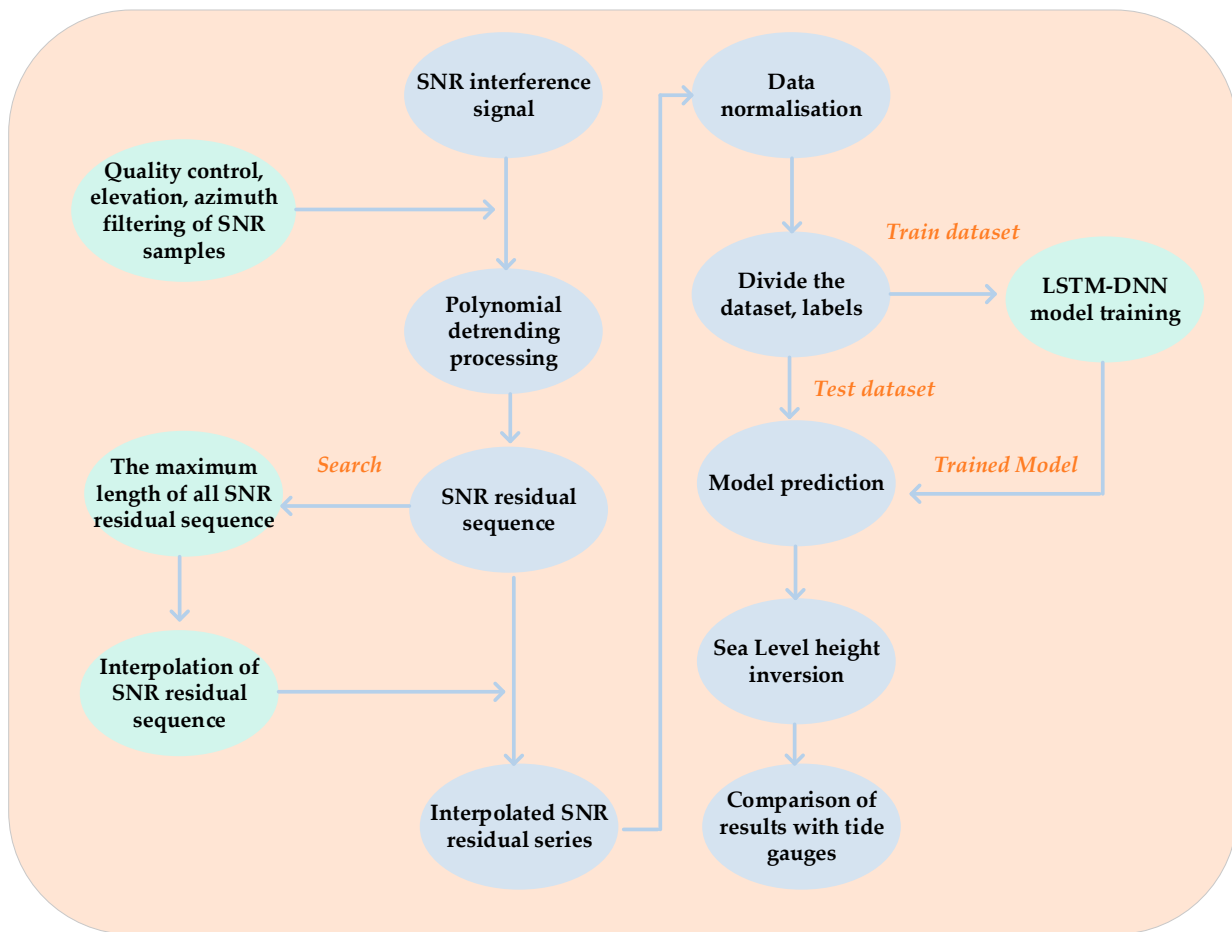 SNR interference
signal
Quality control,
elevation, azimuth
filtering of SNR
samples
Polynomial
detrending
processing
The maximum
length of all SNR
residual sequence
Search
SNR residual
sequence
Interpolation of
SNR residual
sequence
Interpolated SNR
residual series
Data
normalisation
Divide the
dataset, labels
Train dataset
LSTM-DNN
model training
Test dataset
Trained Model
Model prediction
Sea Level height
inversion
Comparison of
results with tide
gauges